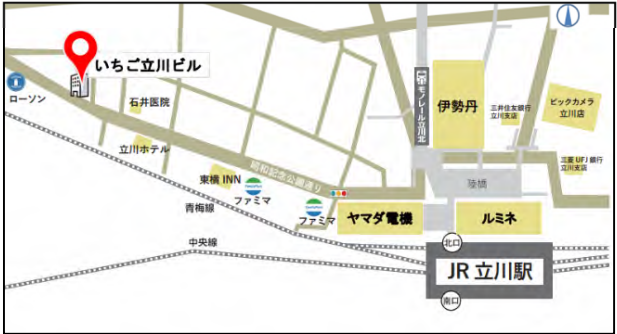 いちご立川ビル
ローソン
石井医院
立川ホテル
東横 INN
ファミマ
昭和記念公園通り
ファミマ
青梅線
中央線
モノレール立川北
伊勢丹
三井住友銀行
立川支店
ビックカメラ
立川店
三菱 UFJ 銀行
立川支店
陸橋
ヤマダ電機
ルミネ
北口
JR 立川駅
南口